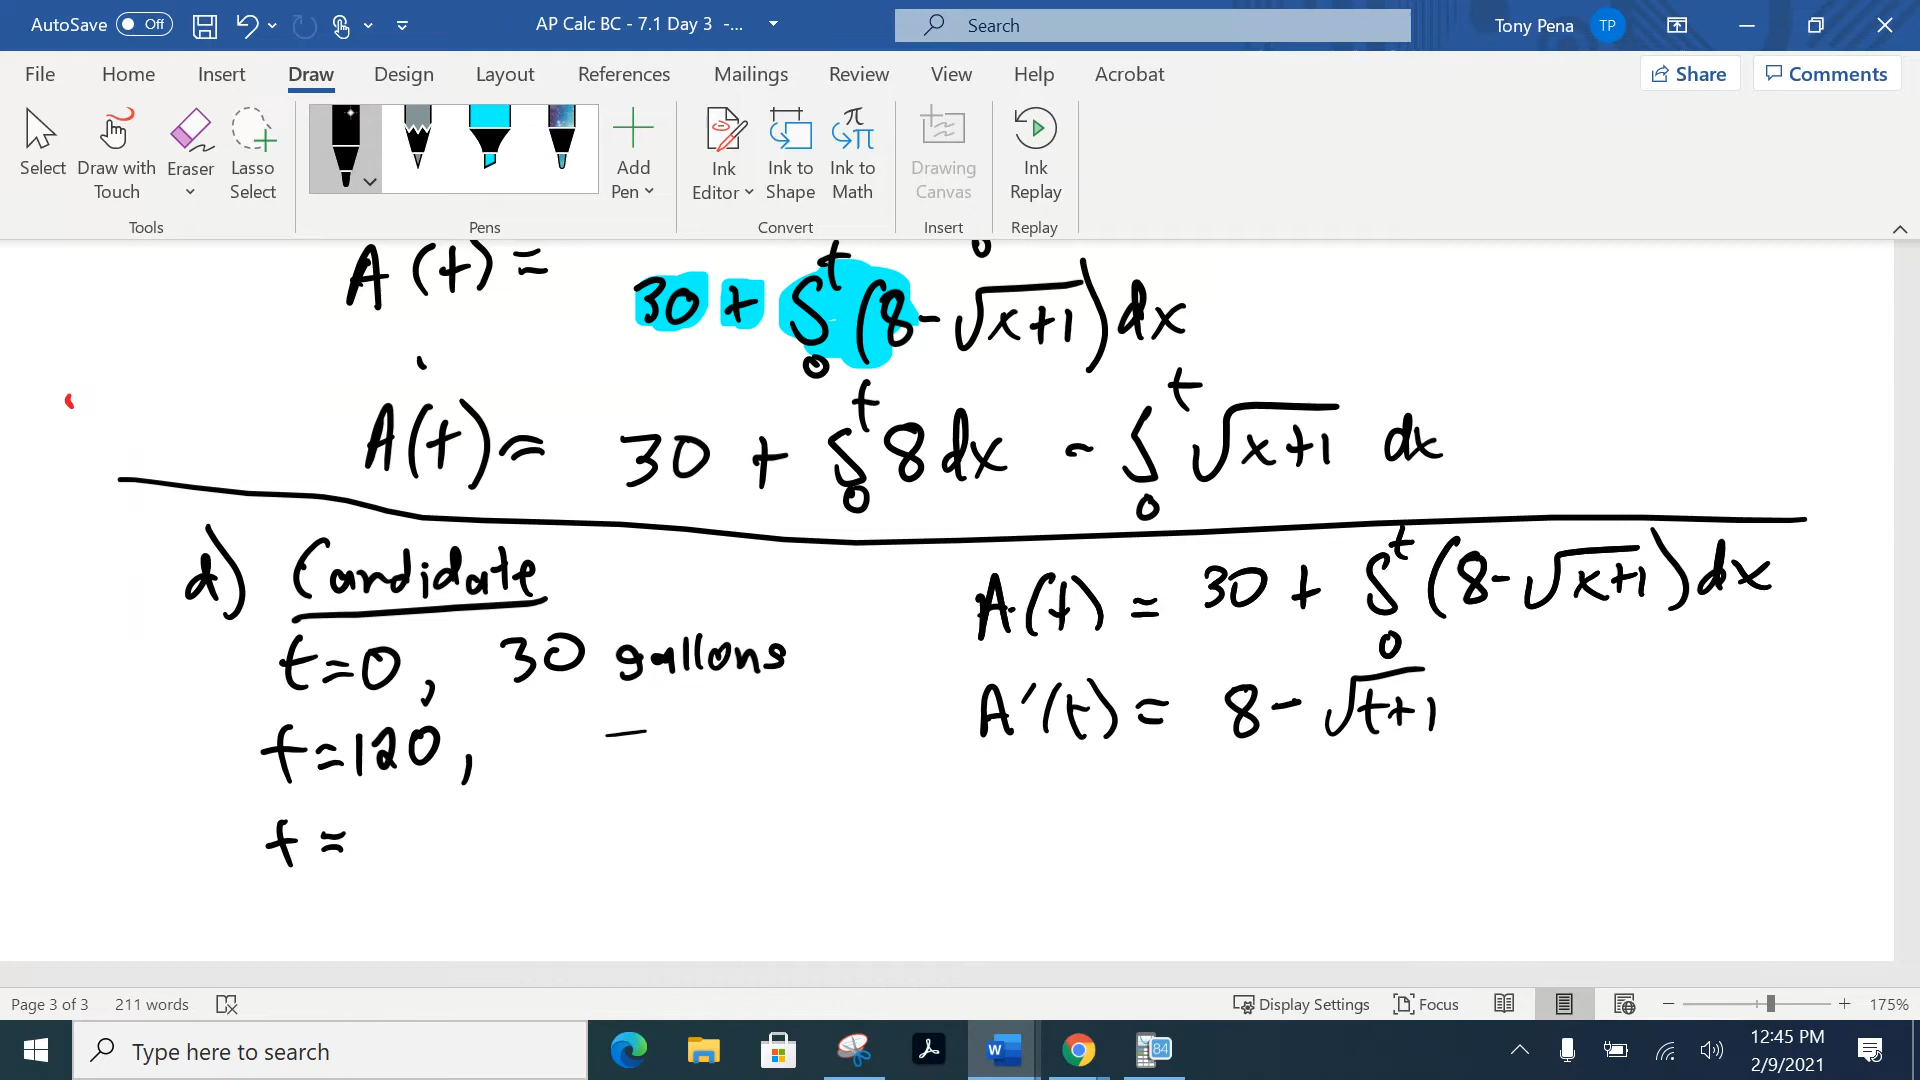 AutoSave Off
AP Calc BC - 7.1 Day 3 -...
Search
Tony Pena TP
File Home Insert Draw Design Layout References Mailings Review View Help Acrobat
Share Comments
Select
Draw with Touch
Eraser
Lasso Select
Add Pen
Ink Editor
Ink to Shape
Ink to Math
Drawing Canvas
Ink Replay
Tools Pens Convert Insert Replay
A(t) = 30 + ∫₀ᵗ (8-√(x+1)) dx
A(t) = 30 + ∫₀ᵗ 8 dx - ∫₀ᵗ √(x+1) dx
d) Candidate
A(t) = 30 + ∫₀ᵗ (8-√(x+1)) dx
t=0, 30 gallons
A'(t) = 8 - √(t+1)
t=120, —
t =
Page 3 of 3 211 words
Display Settings Focus 175%
Type here to search
84
12:45 PM
2/9/2021